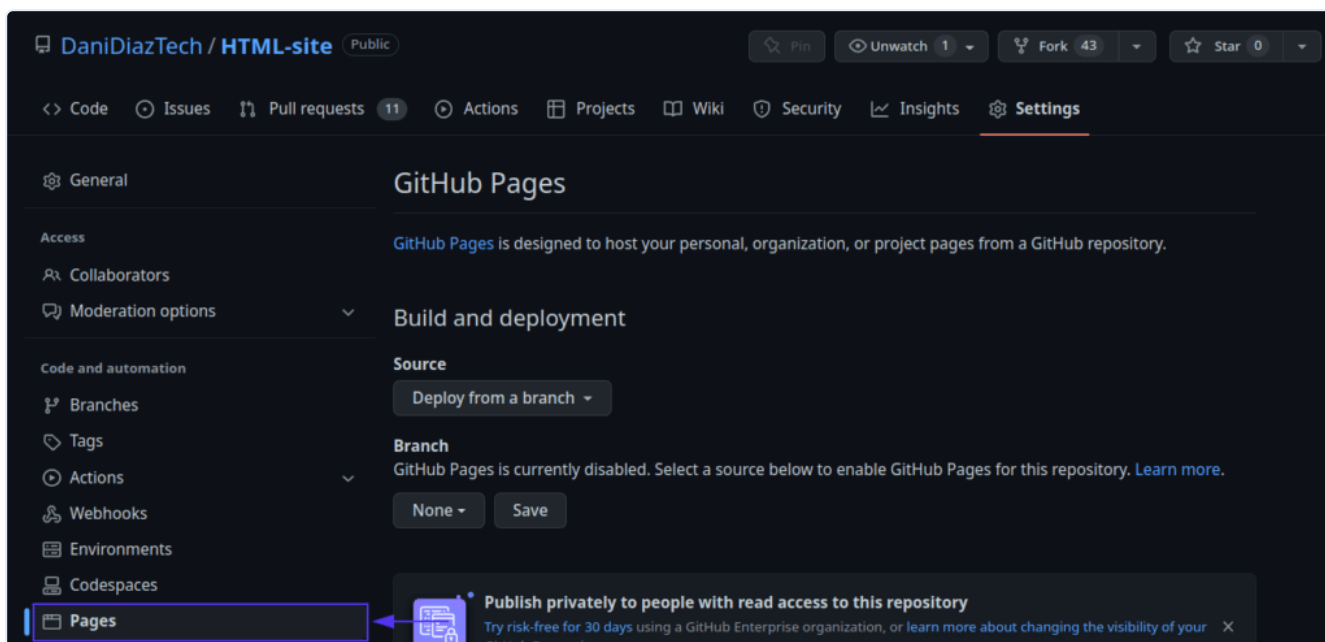 DaniDiazTech / HTML-site Public
Pin
Unwatch 1
Fork 43
Star 0
Code
Issues
Pull requests 11
Actions
Projects
Wiki
Security
Insights
Settings
General
Access
Collaborators
Moderation options
Code and automation
Branches
Tags
Actions
Webhooks
Environments
Codespaces
Pages
GitHub Pages
GitHub Pages is designed to host your personal, organization, or project pages from a GitHub repository.
Build and deployment
Source
Deploy from a branch
Branch
GitHub Pages is currently disabled. Select a source below to enable GitHub Pages for this repository. Learn more.
None
Save
Publish privately to people with read access to this repository
Try risk-free for 30 days using a GitHub Enterprise organization, or learn more about changing the visibility of your